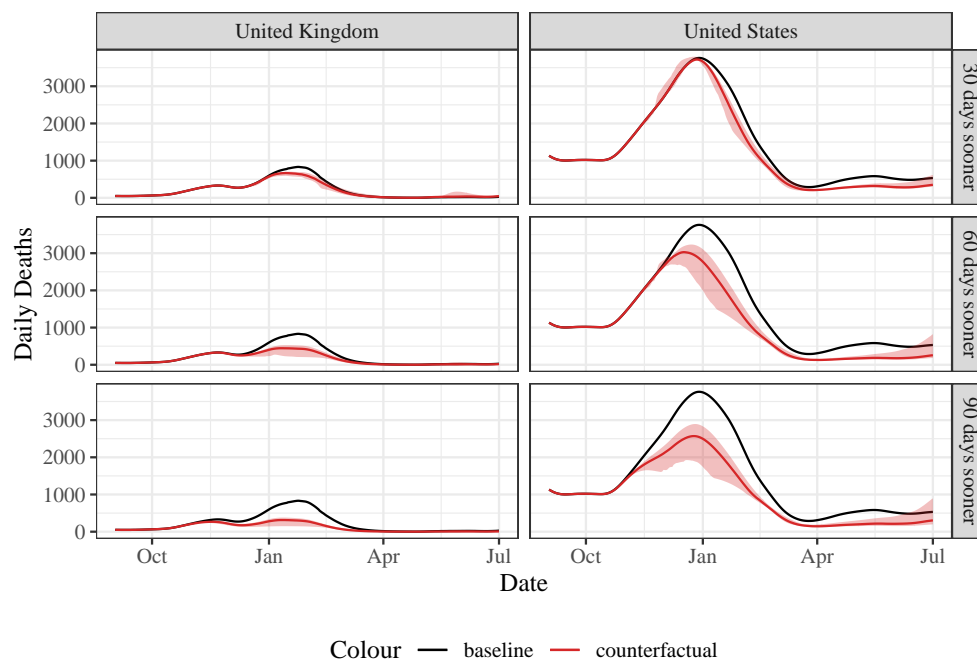 United Kingdom United States
3000
2000
1000
0
30 days sooner
Daily Deaths
3000
2000
1000
0
60 days sooner
3000
2000
1000
0
90 days sooner
Oct Jan Apr Jul Oct Jan Apr Jul
Date
Colour baseline counterfactual